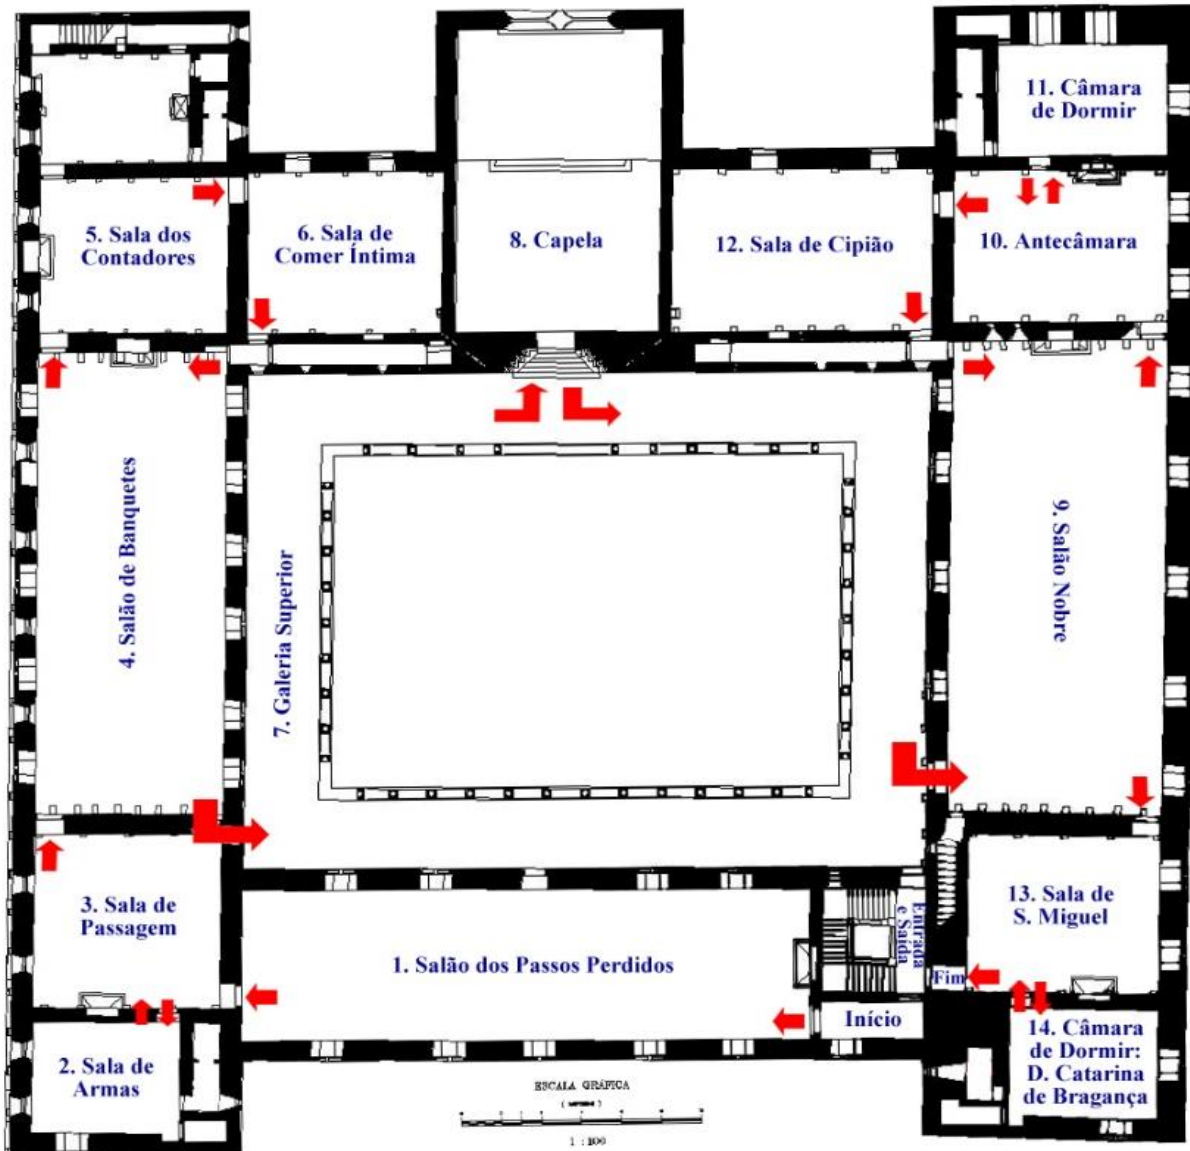 11. Câmara
de Dormir
5. Sala dos
Contadores
6. Sala de
Comer Íntima
8. Capela
12. Sala de Cipião
10. Antecâmara
4. Salão de Banquetes
7. Galeria Superior
9. Salão Nobre
3. Sala de
Passagem
1. Salão dos Passos Perdidos
Entrada
e Saída
13. Sala de
S. Miguel
Fim
Início
2. Sala de
Armas
14. Câmara
de Dormir:
D. Catarina
de Bragança
ESCALA GRÁFICA